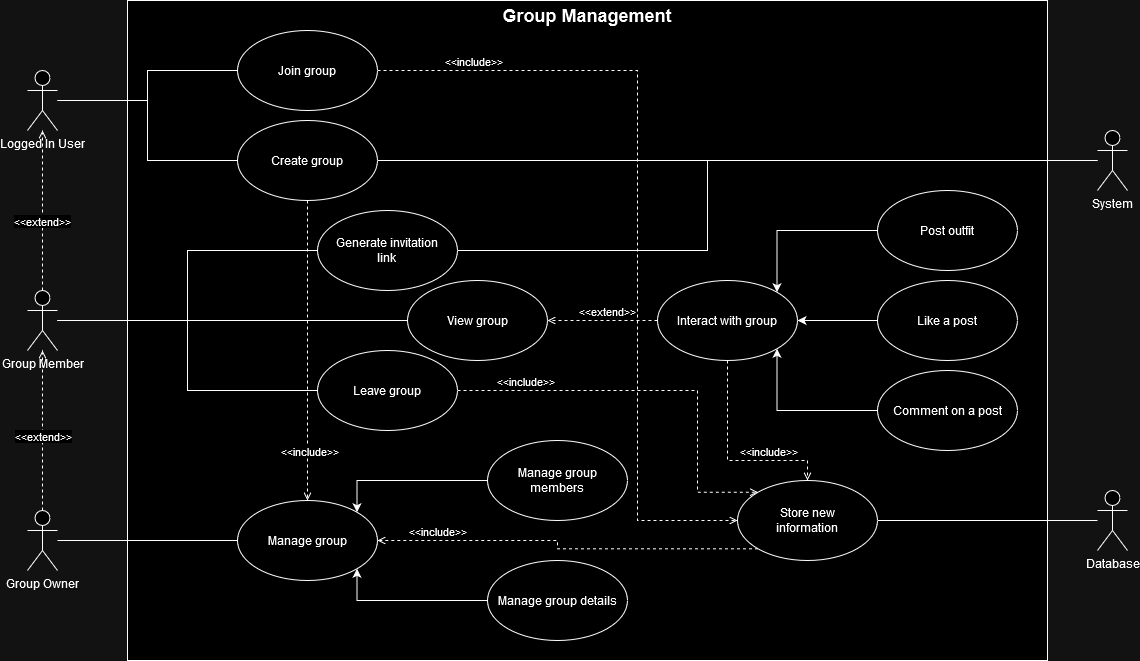 Group Management
<<include>>
Join group
Logged In User
Create group
System
<<extend>>
Generate invitation
link
Post outfit
<<extend>>
View group
Interact with group
Like a post
Group Member
<<include>>
Leave group
Comment on a post
<<extend>>
<<include>>
<<include>>
Manage group
members
Store new
information
<<include>>
Manage group
Database
Group Owner
Manage group details